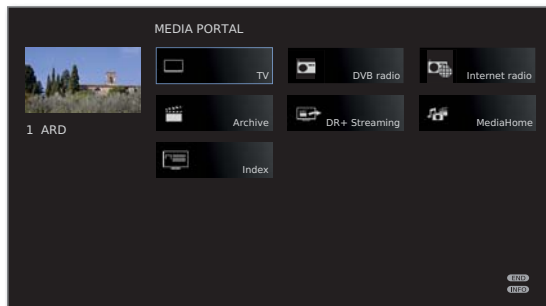 MEDIA PORTAL
TV
DVB radio
Internet radio
1 ARD
Archive
DR+ Streaming
MediaHome
Index
END
INFO